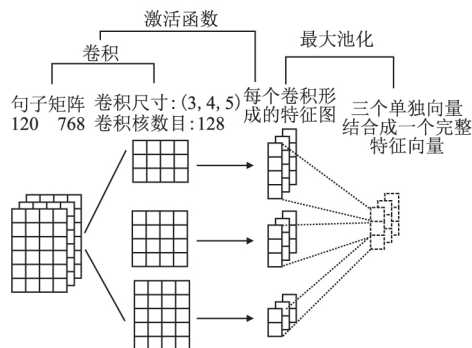 激活函数
卷积
最大池化
句子矩阵
120 768
卷积尺寸:(3,4,5)
卷积核数目:128
每个卷积形
成的特征图
三个单独向量
结合成一个完整
特征向量